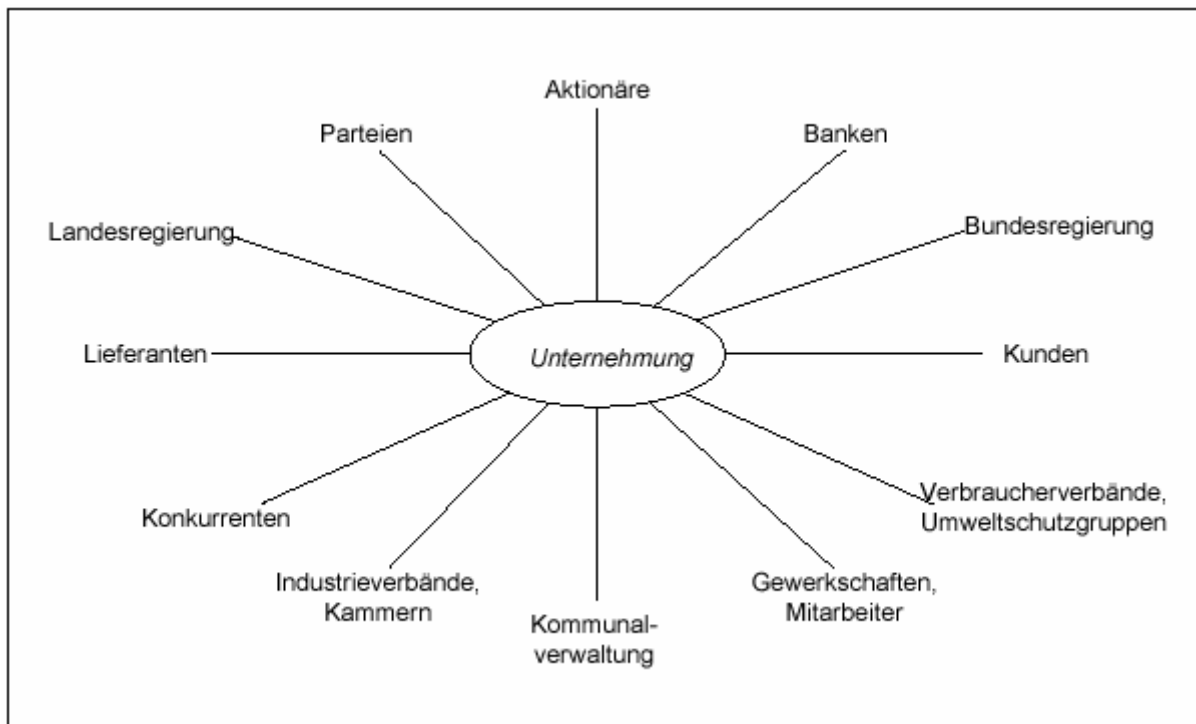 Aktionäre
Parteien
Banken
Landesregierung
Bundesregierung
Lieferanten
Unternehmung
Kunden
Konkurrenten
Verbraucherverbände,
Umweltschutzgruppen
Industrieverbände,
Kammern
Kommunal-
verwaltung
Gewerkschaften,
Mitarbeiter